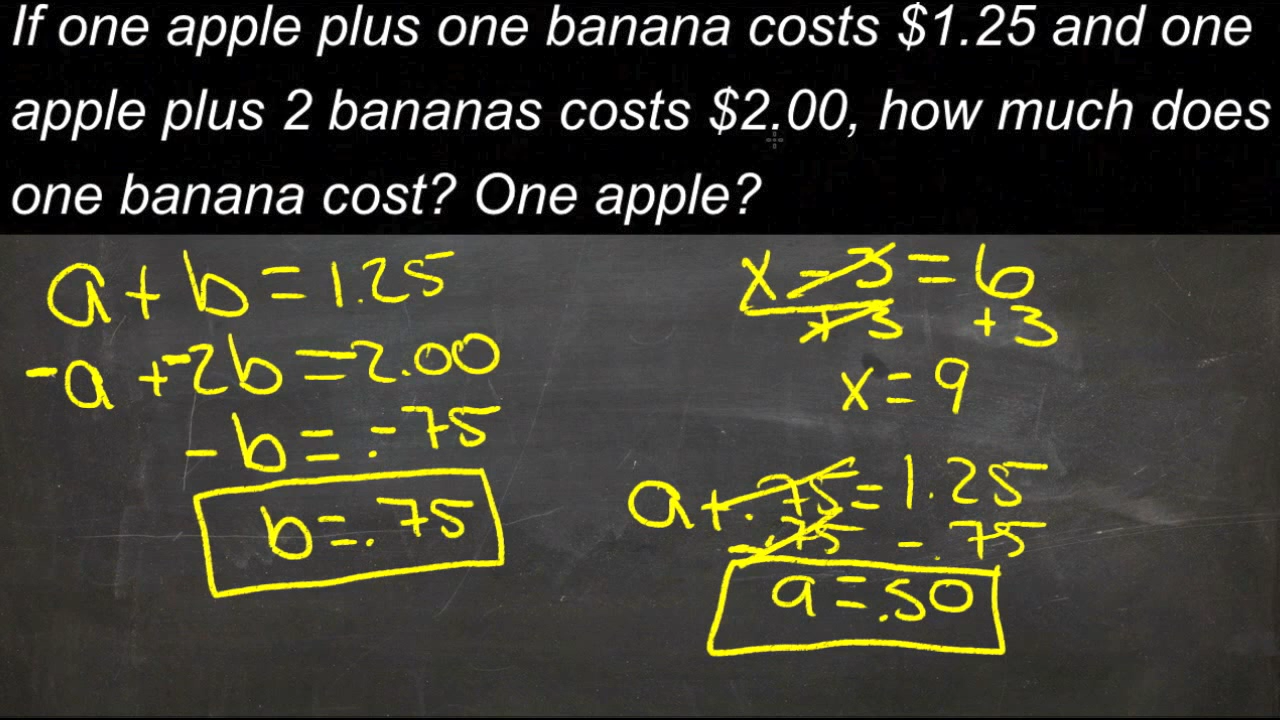 If one apple plus one banana costs $1.25 and one
apple plus 2 bananas costs $2.00, how much does
one banana cost? One apple?
a + b = 1.25
-a + -2b = -2.00
-b = .-75
b = .75
x - 3 = 6
+3 +3
x = 9
a + .75 = 1.25
-.75 -.75
a = .50